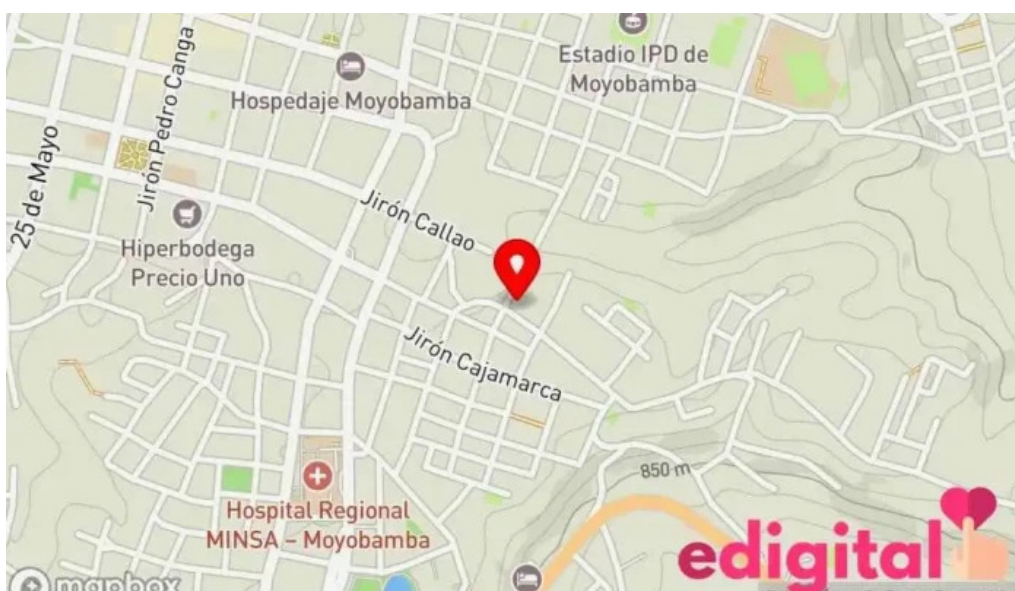 Estadio IPD de
Moyobamba
Hospedaje Moyobamba
Jirón Pedro Canga
25 de Mayo
Jirón Callao
Hiperbodega
Precio Uno
Jirón Cajamarca
850 m
Hospital Regional
MINSA – Moyobamba
edigital
mapbox